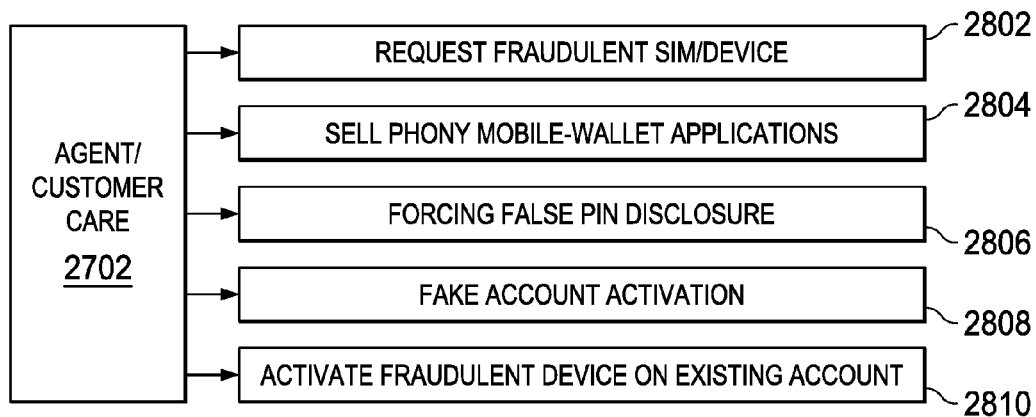 2802
REQUEST FRAUDULENT SIM/DEVICE
2804
SELL PHONY MOBILE-WALLET APPLICATIONS
AGENT/
CUSTOMER
CARE
2702
FORCING FALSE PIN DISCLOSURE
2806
FAKE ACCOUNT ACTIVATION
2808
ACTIVATE FRAUDULENT DEVICE ON EXISTING ACCOUNT
2810